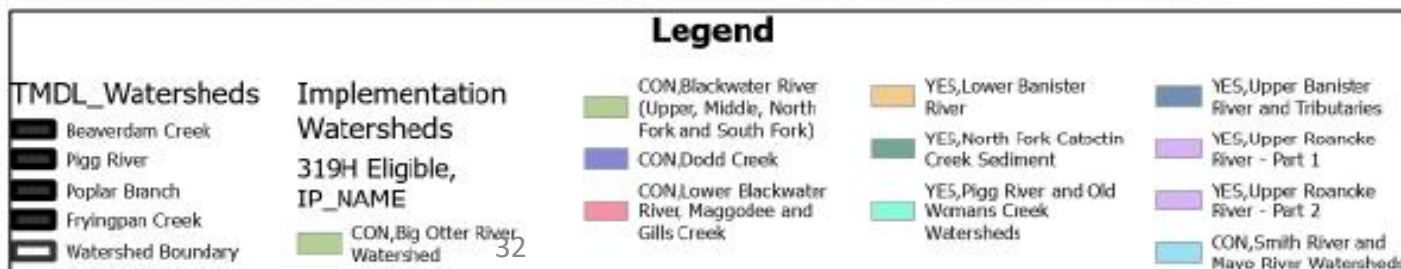 Legend
TMDL_Watersheds
Beaverdam Creek
Pigg River
Poplar Branch
Fryingpan Creek
Watershed Boundary
Implementation
Watersheds
319H Eligible,
IP_NAME
CON,Big Otter River
Watershed
32
CON,Blackwater River
(Upper, Middle, North
Fork and South Fork)
CON,Dodd Creek
CON,Lower Blackwater
River, Maggodee and
Gills Creek
YES,Lower Banister
River
YES,North Fork Catoctin
Creek Sediment
YES,Pigg River and Old
Womans Creek
Watersheds
YES,Upper Banister
River and Tributaries
YES,Upper Roanoke
River - Part 1
YES,Upper Roanoke
River - Part 2
CON,Smith River and
Mayo River Watersheds